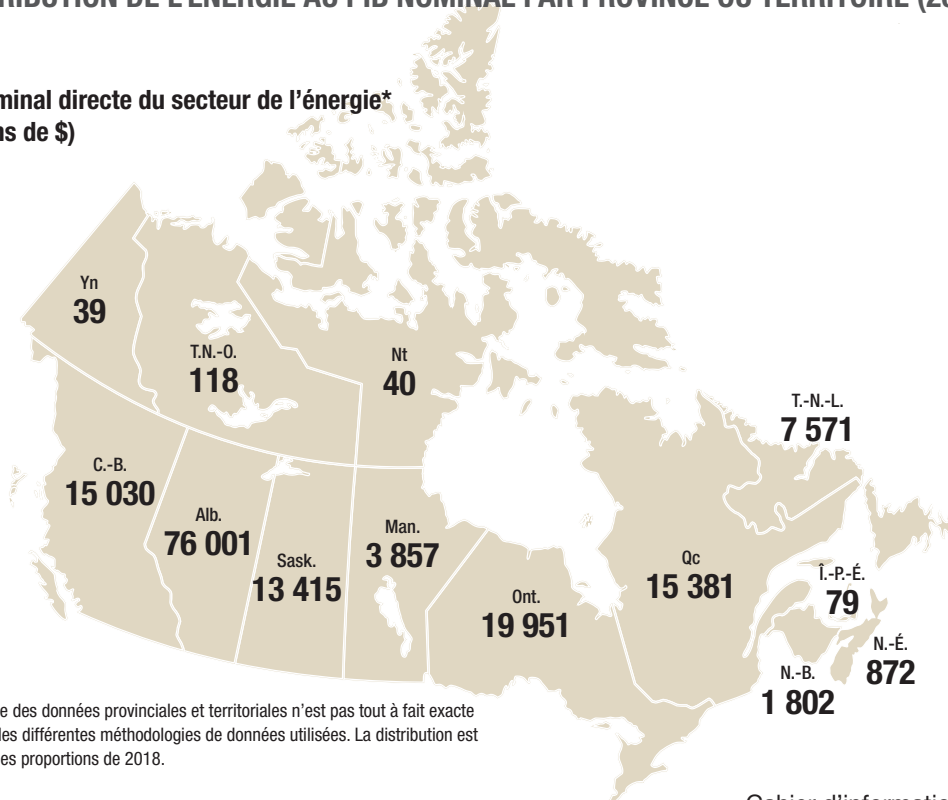 RIBUTION DE L'ÉNERGIE AU PIB NOMINAL PAR PROVINCE OU TERRITOIRE (20
minal directe du secteur de l'énergie*
ns de $)
Yn
39
T.N.-O.
118
Nt
40
T.-N.-L.
7 571
C.-B.
15 030
Alb.
76 001
Sask.
13 415
Man.
3 857
Ont.
19 951
Qc
15 381
Î.-P.-É.
79
N.-É.
872
N.-B.
1 802
e des données provinciales et territoriales n'est pas tout à fait exacte
les différentes méthodologies de données utilisées. La distribution est
es proportions de 2018.
Cahier d'informatio